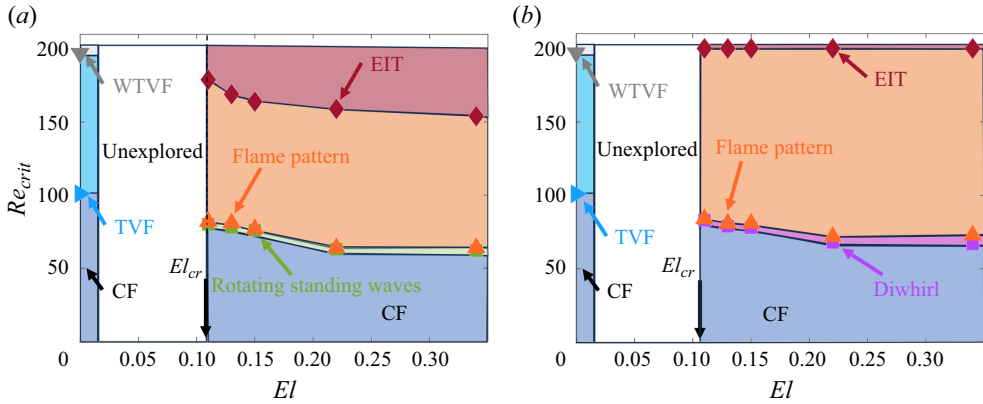 (a)
200
150
100
50
0
0.05
0.10
0.15
0.20
0.25
0.30
Re_crit
El
WTVF
TVF
CF
Unexplored
El_cr
EIT
Flame pattern
Rotating standing waves
CF
(b)
200
150
100
50
0
0.05
0.10
0.15
0.20
0.25
0.30
El
WTVF
TVF
CF
Unexplored
El_cr
EIT
Flame pattern
Diwhirl
CF